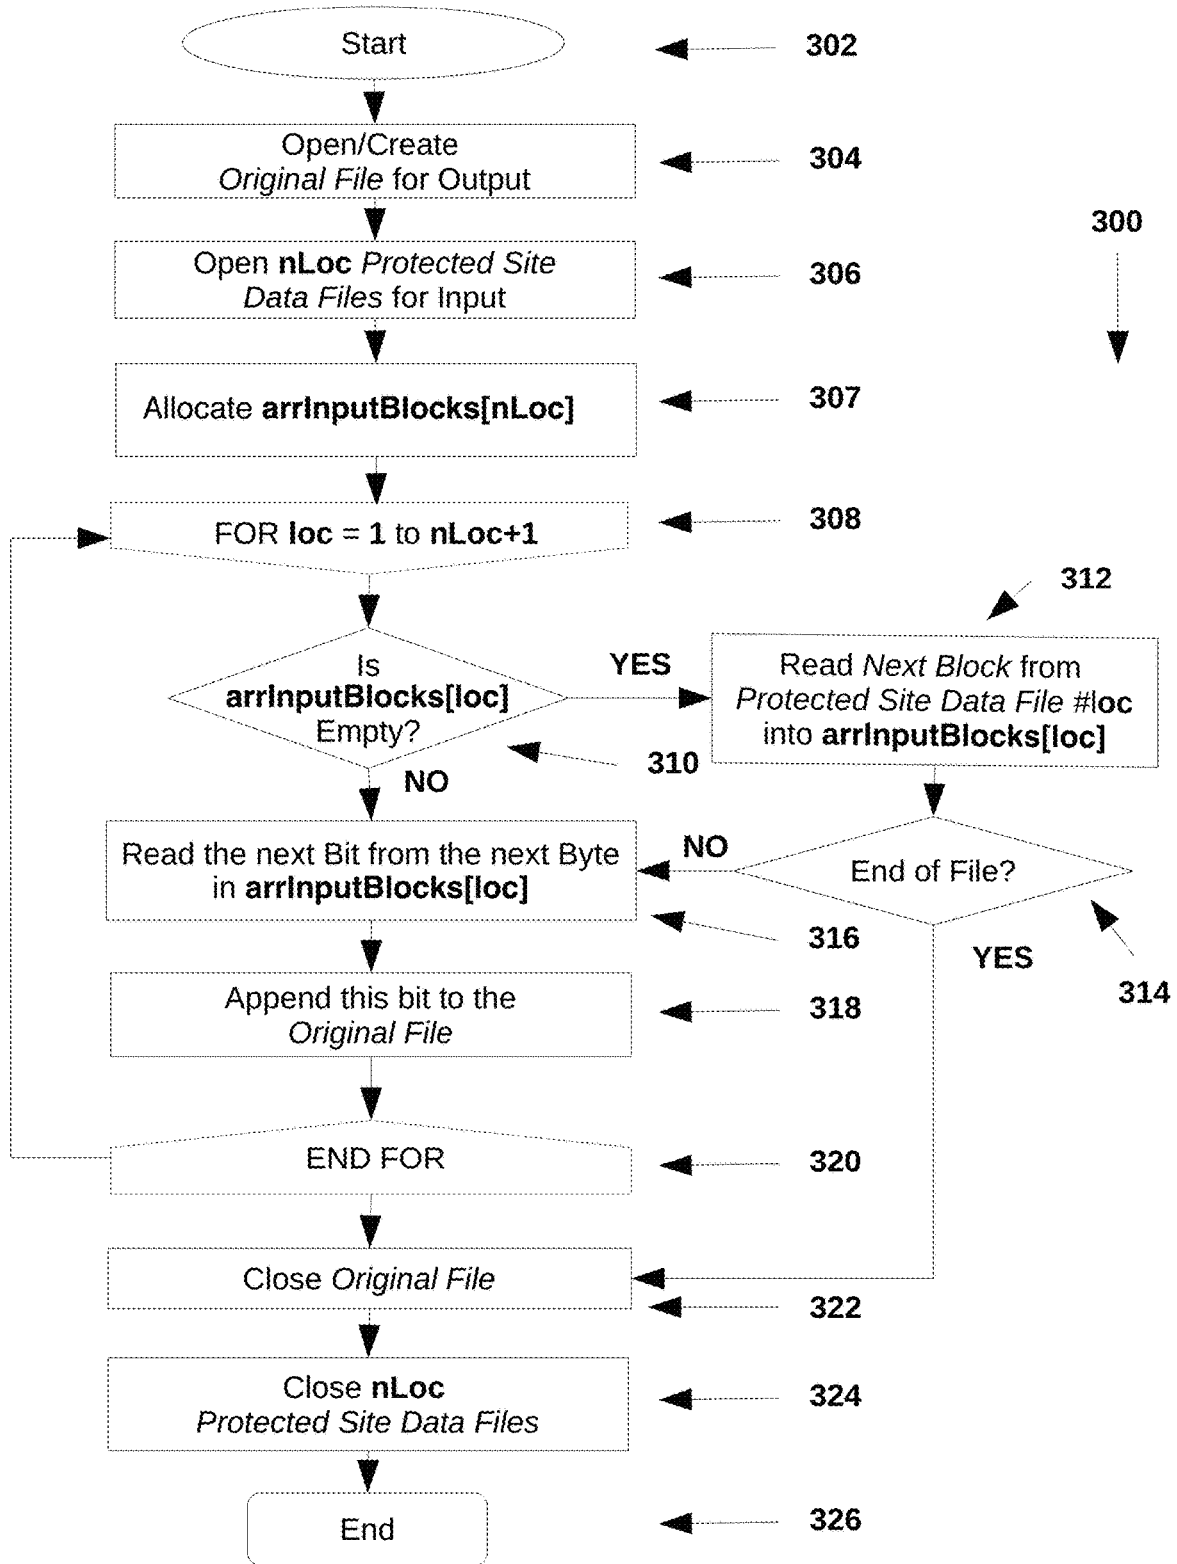 Start
302
Open/Create
Original File for Output
304
300
Open nLoc Protected Site
Data Files for Input
306
Allocate arrInputBlocks[nLoc]
307
FOR loc = 1 to nLoc+1
308
312
Is
arrInputBlocks[loc]
Empty?
YES
310
NO
Read Next Block from
Protected Site Data File #loc
into arrInputBlocks[loc]
Read the next Bit from the next Byte
in arrInputBlocks[loc]
NO
End of File?
316
YES
314
Append this bit to the
Original File
318
END FOR
320
Close Original File
322
Close nLoc
Protected Site Data Files
324
End
326